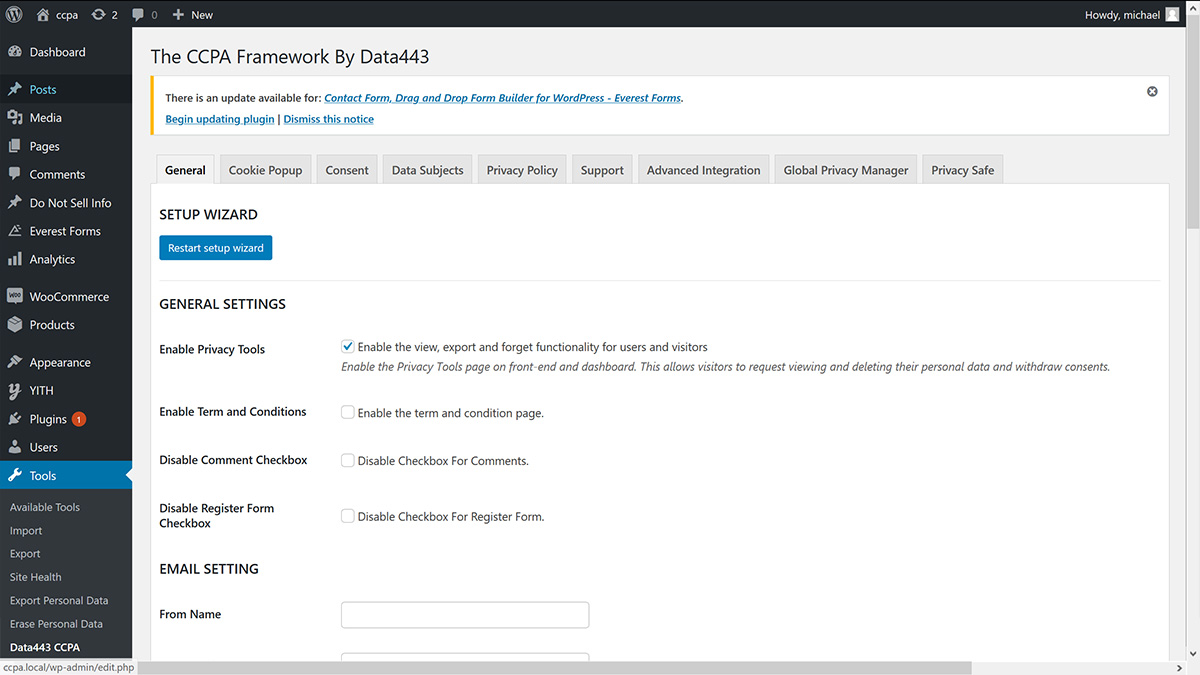 ccpa 2 0 New Howdy, michael
Dashboard
Posts
Media
Pages
Comments
Do Not Sell Info
Everest Forms
Analytics
WOO WooCommerce
Products
Appearance
YITH
Plugins 1
Users
Tools
Available Tools
Import
Export
Site Health
Export Personal Data
Erase Personal Data
Data443 CCPA
ccpa.local/wp-admin/edit.php
The CCPA Framework By Data443
There is an update available for: Contact Form, Drag and Drop Form Builder for WordPress - Everest Forms.
Begin updating plugin | Dismiss this notice
General Cookie Popup Consent Data Subjects Privacy Policy Support Advanced Integration Global Privacy Manager Privacy Safe
SETUP WIZARD
Restart setup wizard
GENERAL SETTINGS
Enable Privacy Tools
Enable the view, export and forget functionality for users and visitors
Enable the Privacy Tools page on front-end and dashboard. This allows visitors to request viewing and deleting their personal data and withdraw consents.
Enable Term and Conditions
Enable the term and condition page.
Disable Comment Checkbox
Disable Checkbox For Comments.
Disable Register Form
Checkbox
Disable Checkbox For Register Form.
EMAIL SETTING
From Name